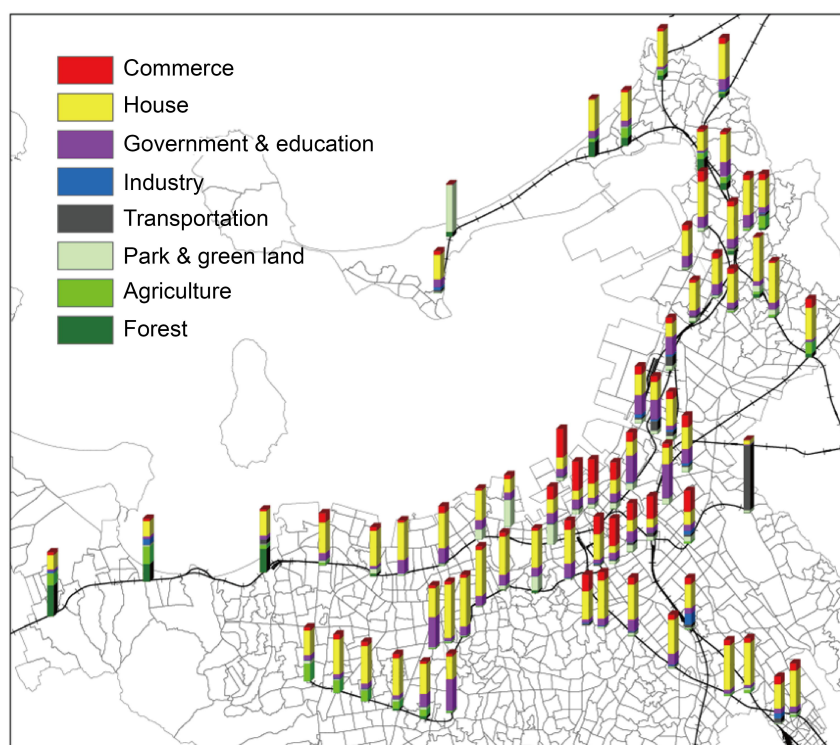 Commerce
House
Government & education
Industry
Transportation
Park & green land
Agriculture
Forest